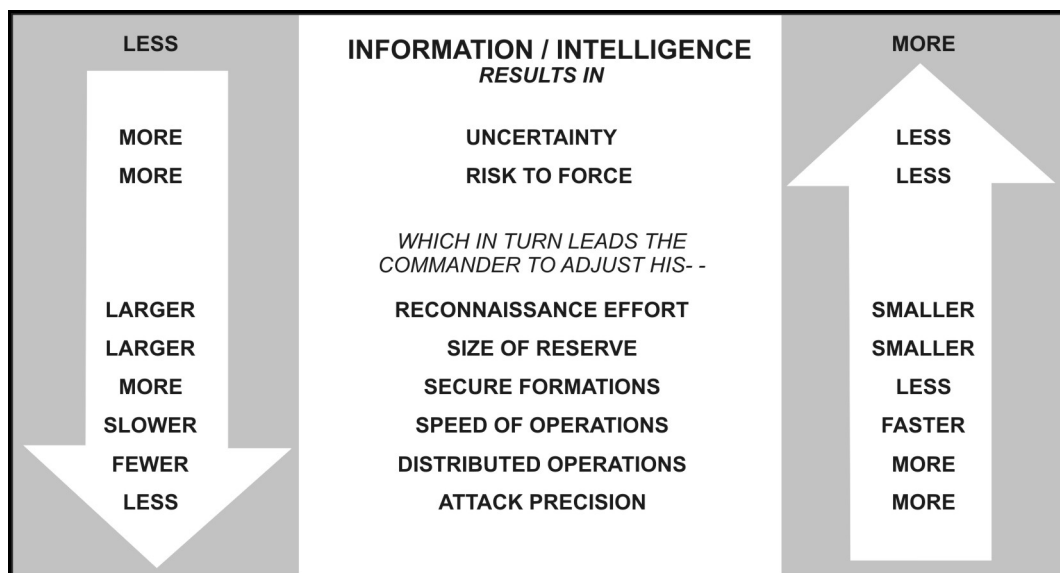 LESS INFORMATION / INTELLIGENCE MORE
RESULTS IN
MORE UNCERTAINTY LESS
MORE RISK TO FORCE LESS
WHICH IN TURN LEADS THE
COMMANDER TO ADJUST HIS- -
LARGER RECONNAISSANCE EFFORT SMALLER
LARGER SIZE OF RESERVE SMALLER
MORE SECURE FORMATIONS LESS
SLOWER SPEED OF OPERATIONS FASTER
FEWER DISTRIBUTED OPERATIONS MORE
LESS ATTACK PRECISION MORE